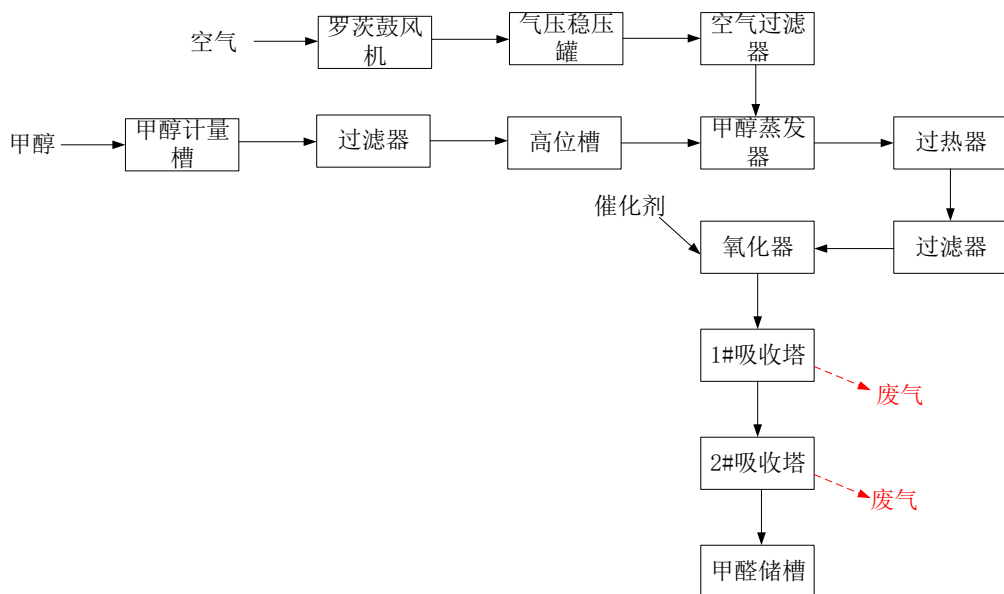 空气
罗茨鼓风
机
气压稳压
罐
空气过滤
器
甲醇
甲醇计量
槽
过滤器
高位槽
甲醇蒸发
器
过热器
催化剂
氧化器
过滤器
1#吸收塔
废气
2#吸收塔
废气
甲醛储槽